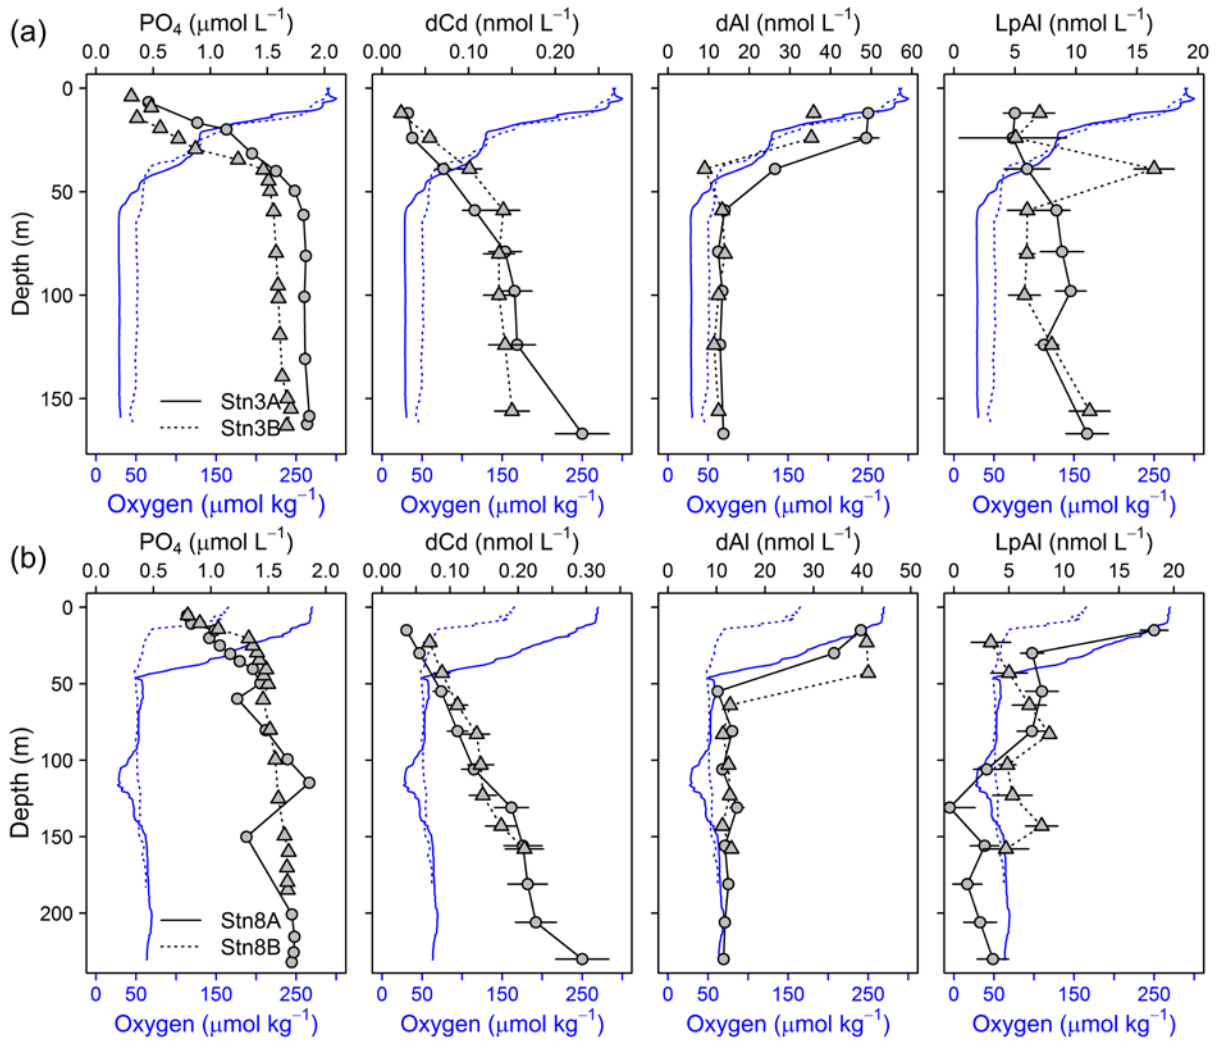 (a)
PO4 (μmol L−1) dCd (nmol L−1) dAl (nmol L−1) LpAl (nmol L−1)
0.0 0.5 1.0 1.5 2.0 0.00 0.10 0.20 0 10 20 30 40 50 60 0 5 10 20
Depth (m)
0
50
100
150
Stn3A
Stn3B
0 50 150 250 0 50 150 250 0 50 150 250 0 50 150 250
Oxygen (μmol kg−1) Oxygen (μmol kg−1) Oxygen (μmol kg−1) Oxygen (μmol kg−1)
(b)
PO4 (μmol L−1) dCd (nmol L−1) dAl (nmol L−1) LpAl (nmol L−1)
0.0 0.5 1.0 1.5 2.0 0.00 0.10 0.20 0.30 0 10 20 30 40 50 0 5 10 15 20
Depth (m)
0
50
100
150
200
Stn8A
Stn8B
0 50 150 250 0 50 150 250 0 50 150 250 0 50 150 250
Oxygen (μmol kg−1) Oxygen (μmol kg−1) Oxygen (μmol kg−1) Oxygen (μmol kg−1)